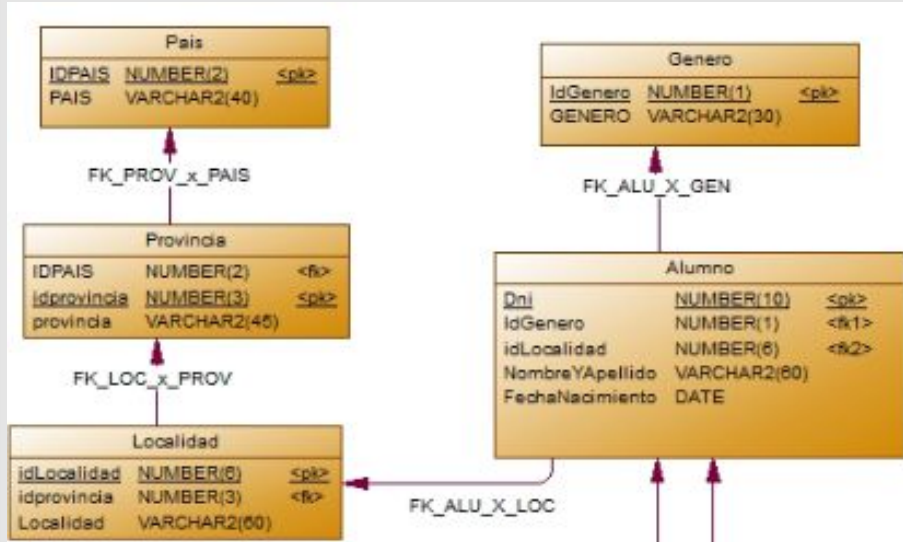 Pais
IDPAIS NUMBER(2) <pk>
PAIS VARCHAR2(40)
FK_PROV_x_PAIS
Provincia
IDPAIS NUMBER(2) <fk>
idprovincia NUMBER(3) <pk>
provincia VARCHAR2(45)
FK_LOC_x_PROV
Localidad
idLocalidad NUMBER(6) <pk>
idprovincia NUMBER(3) <fk>
Localidad VARCHAR2(60)
Genero
IdGenero NUMBER(1) <pk>
GENERO VARCHAR2(30)
FK_ALU_X_GEN
Alumno
Dni NUMBER(10) <pk>
IdGenero NUMBER(1) <fk1>
idLocalidad NUMBER(6) <fk2>
NombreYApellido VARCHAR2(60)
FechaNacimiento DATE
FK_ALU_X_LOC